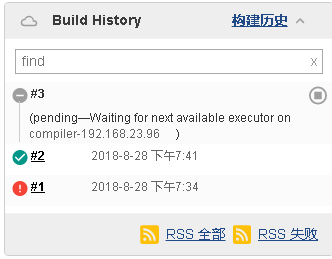 Build History 构建历史
find x
#3
(pending—Waiting for next available executor on
compiler-192.168.23.96 )
#2 2018-8-28 下午7:41
#1 2018-8-28 下午7:34
RSS 全部 RSS 失败